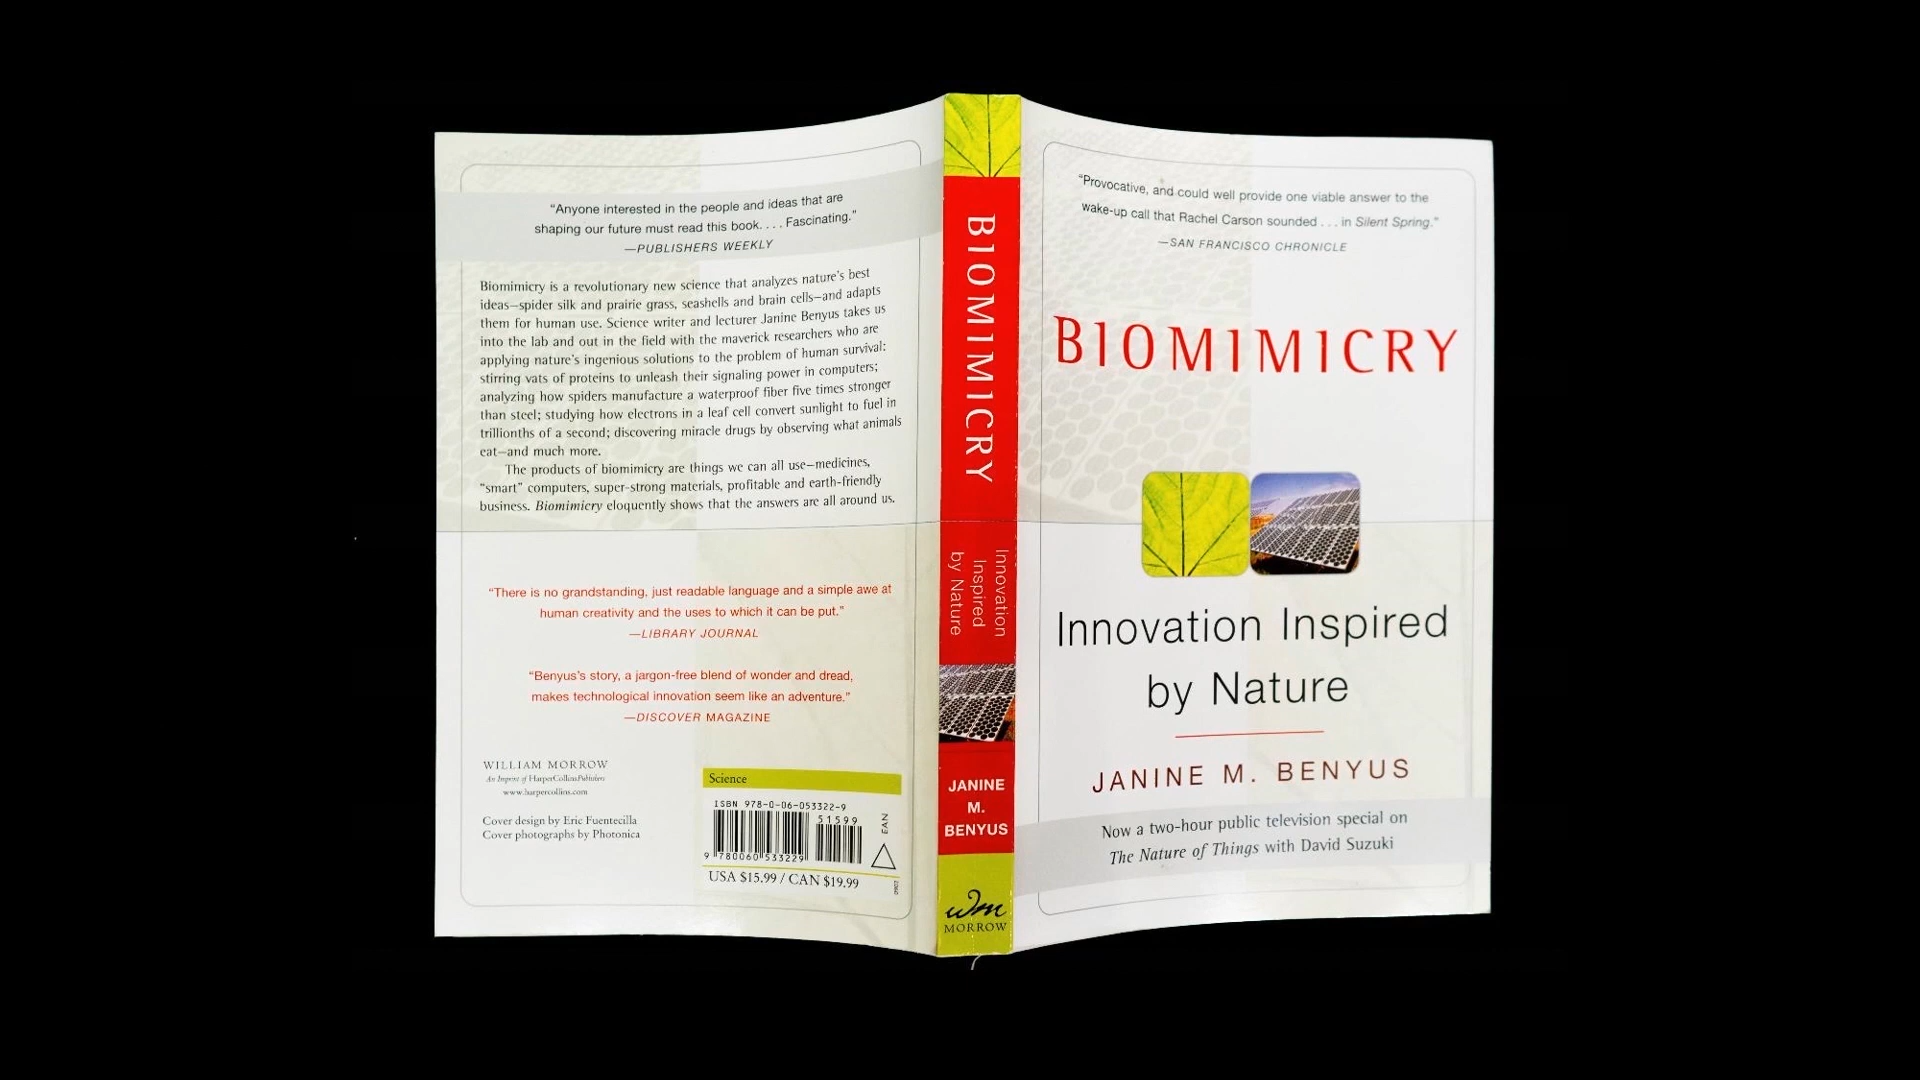 “Anyone interested in the people and ideas that are
shaping our future must read this book. . . . Fascinating.”
—PUBLISHERS WEEKLY
Biomimicry is a revolutionary new science that analyzes nature’s best
ideas—spider silk and prairie grass, seashells and brain cells—and adapts
them for human use. Science writer and lecturer Janine Benyus takes us
into the lab and out in the field with the maverick researchers who are
applying nature’s ingenious solutions to the problem of human survival:
stirring vats of proteins to unleash their signaling power in computers;
analyzing how spiders manufacture a waterproof fiber five times stronger
than steel; studying how electrons in a leaf cell convert sunlight to fuel in
trillionths of a second; discovering miracle drugs by observing what animals
eat—and much more.
The products of biomimicry are things we can all use—medicines,
“smart” computers, super-strong materials, profitable and earth-friendly
business. Biomimicry eloquently shows that the answers are all around us.
“There is no grandstanding, just readable language and a simple awe at
human creativity and the uses to which it can be put.”
—LIBRARY JOURNAL
“Benyus’s story, a jargon-free blend of wonder and dread,
makes technological innovation seem like an adventure.”
—DISCOVER MAGAZINE
WILLIAM MORROW
An Imprint of HarperCollinsPublishers
www.harpercollins.com
Cover design by Eric Fuentecilla
Cover photographs by Photonica
Science
ISBN 978-0-06-053322-9
51599
EAN
9 780060 533229
USA $15.99 / CAN $19.99
BIOMIMICRY
Innovation
Inspired
by Nature
JANINE
M.
BENYUS
wm
MORROW
“Provocative, and could well provide one viable answer to the
wake-up call that Rachel Carson sounded . . . in Silent Spring.”
—SAN FRANCISCO CHRONICLE
BIOMIMICRY
Innovation Inspired
by Nature
JANINE M. BENYUS
Now a two-hour public television special on
The Nature of Things with David Suzuki